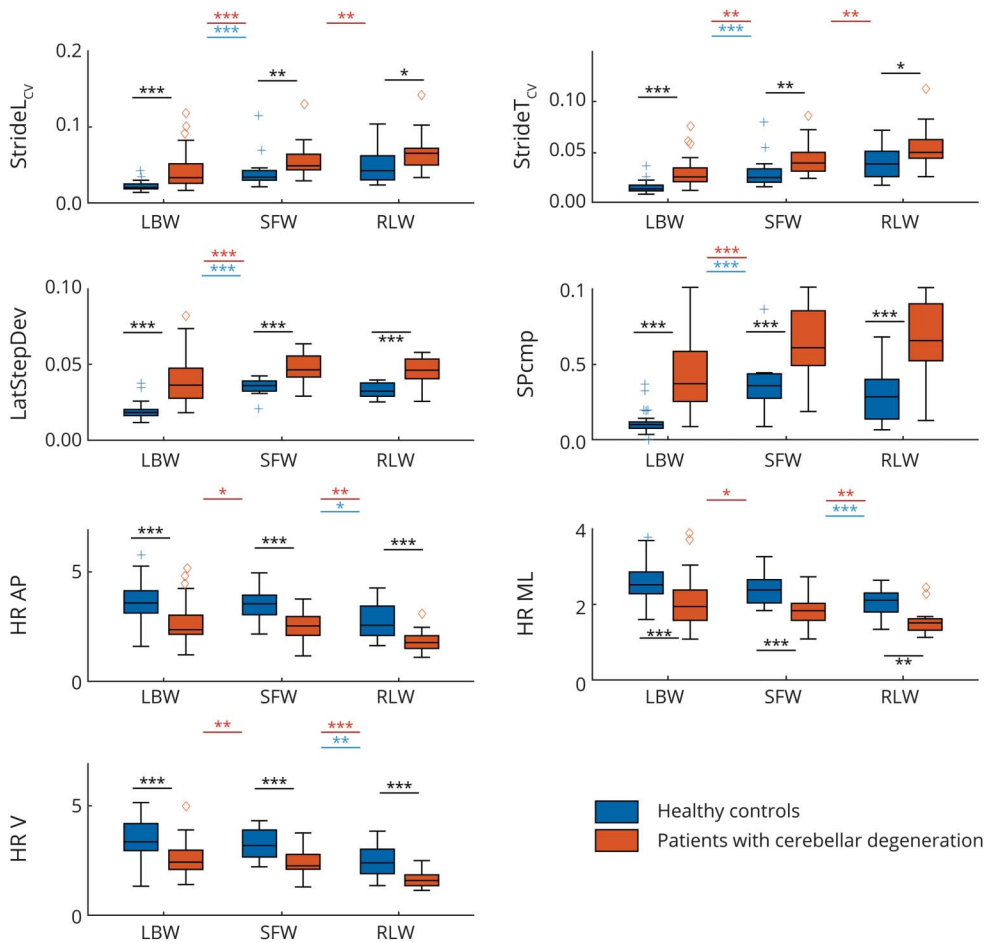 *** ** ** **
*** ***
StrideL_CV 0.2 0.1 0.0 *** ** *
LBW SFW RLW
StrideT_CV 0.10 0.05 0.00 *** ** *
LBW SFW RLW
*** ***
*** ***
LatStepDev 0.10 0.05 0.00 *** *** ***
LBW SFW RLW
SPcmp 0.1 0.5 0.0 *** *** ***
LBW SFW RLW
* ** * **
* ***
HR AP 5 0 *** *** ***
LBW SFW RLW
HR ML 4 2 0 *** *** **
LBW SFW RLW
** ***
**
HR V 5 0 *** *** ***
LBW SFW RLW
Healthy controls
Patients with cerebellar degeneration